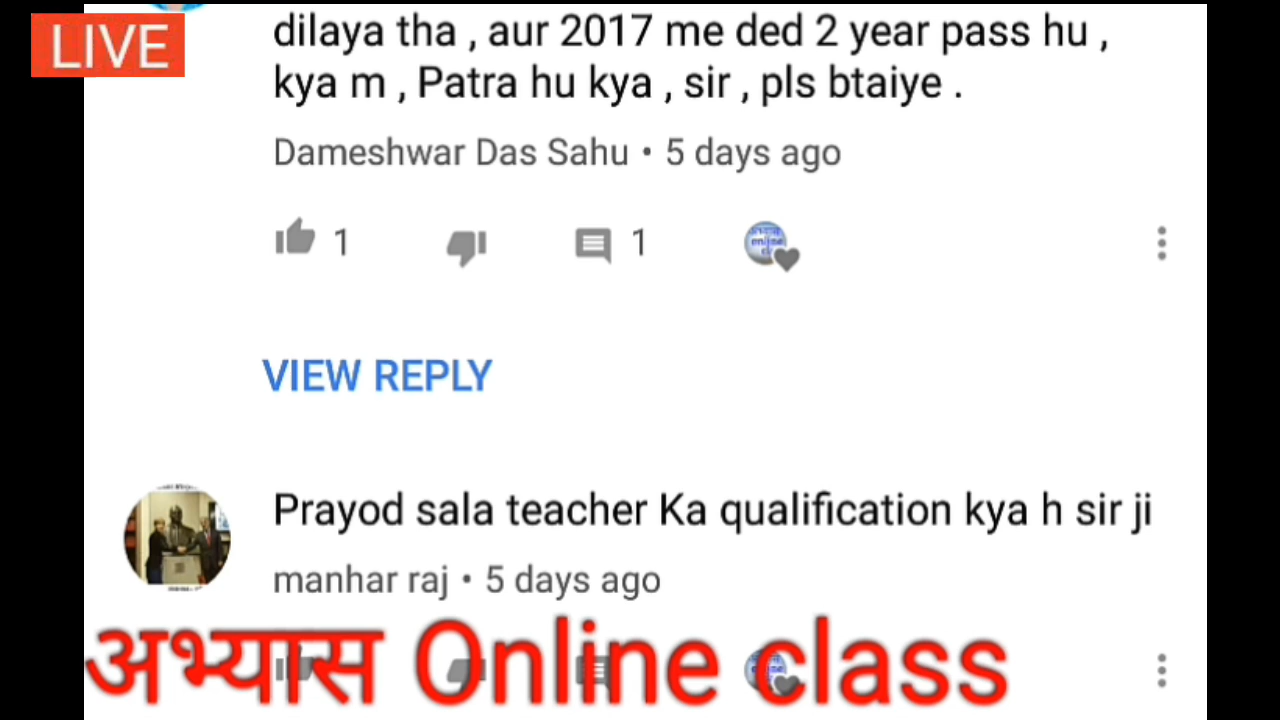 LIVE
dilaya tha , aur 2017 me ded 2 year pass hu ,
kya m , Patra hu kya , sir , pls btaiye .
Dameshwar Das Sahu • 5 days ago
1 1
VIEW REPLY
Prayod sala teacher Ka qualification kya h sir ji
manhar raj • 5 days ago
अभ्यास Online class